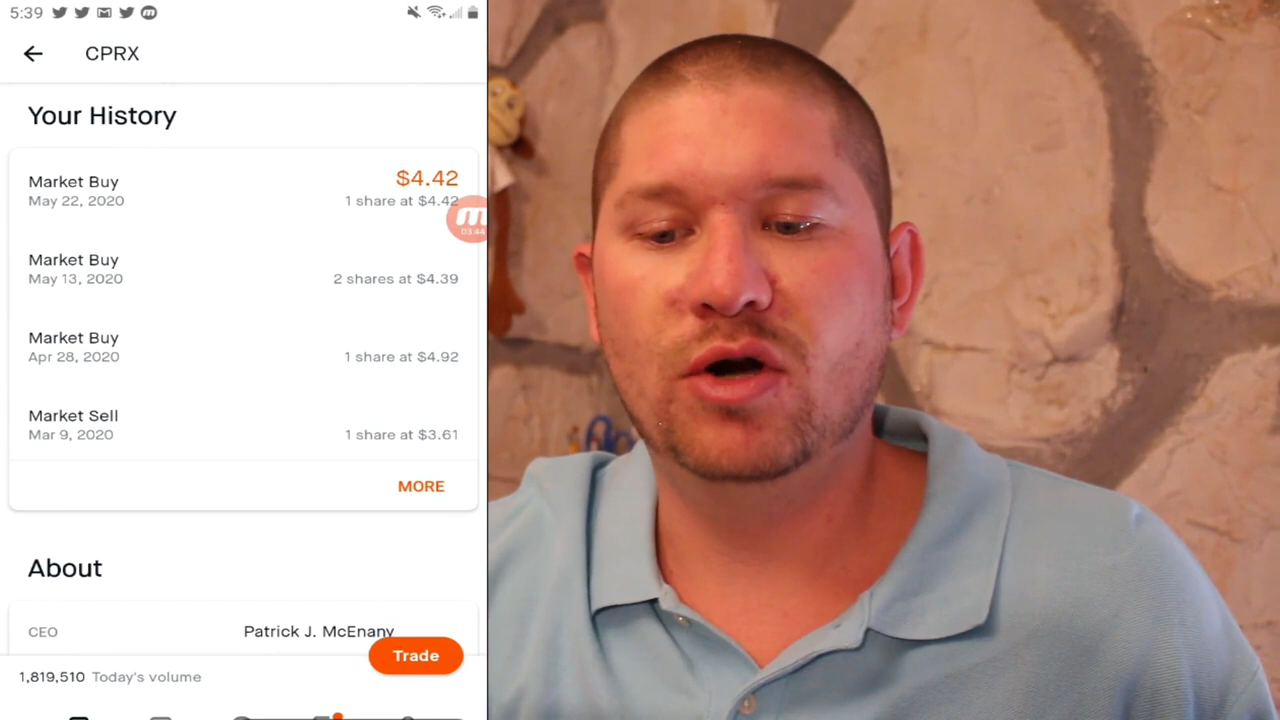 5:39
CPRX
Your History
Market Buy $4.42
May 22, 2020 1 share at $4.42
03:44
Market Buy
May 13, 2020 2 shares at $4.39
Market Buy
Apr 28, 2020 1 share at $4.92
Market Sell
Mar 9, 2020 1 share at $3.61
MORE
About
CEO Patrick J. McEnany
Trade
1,819,510 Today's volume